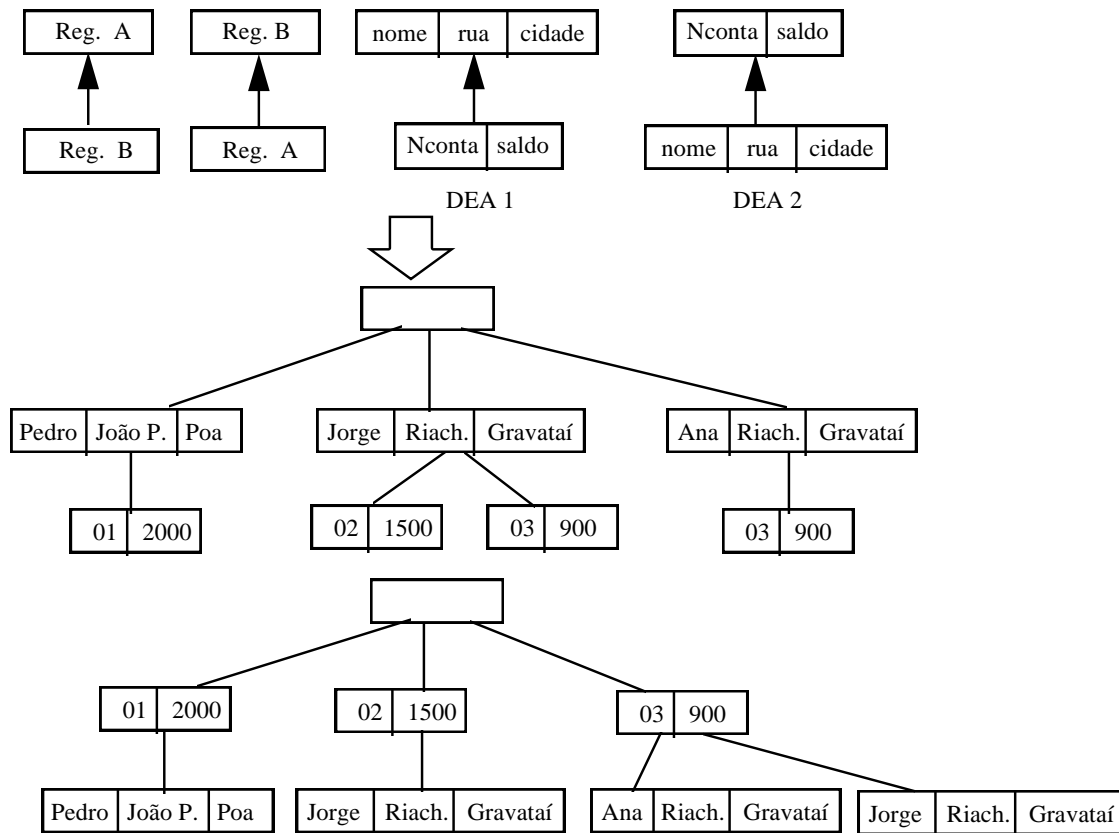 Reg. A Reg. B nome rua cidade Nconta saldo
Reg. B Reg. A Nconta saldo nome rua cidade
DEA 1 DEA 2
Pedro João P. Poa Jorge Riach. Gravataí Ana Riach. Gravataí
01 2000 02 1500 03 900 03 900
01 2000 02 1500 03 900
Pedro João P. Poa Jorge Riach. Gravataí Ana Riach. Gravataí Jorge Riach. Gravataí